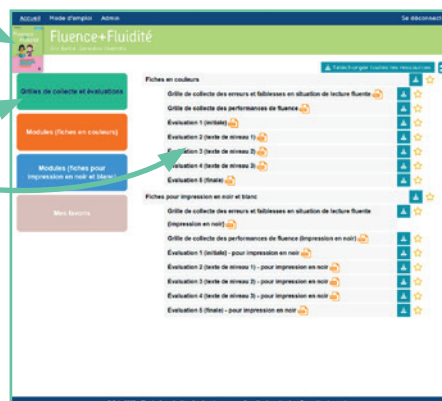 Accueil Mode d'emploi Admin Se déconnecter
Fluence+Fluidité
Télécharger toutes les ressources
Grilles de collecte et évaluations
Modules (fiches en couleurs)
Modules (fiches pour
impression en noir et blanc)
Mes favoris
Fiches en couleurs
Grille de collecte des erreurs et faiblesses en situation de lecture fluente
Grille de collecte des performances de fluence
Évaluation 1 (initiale)
Évaluation 2 (texte de niveau 1)
Évaluation 3 (texte de niveau 2)
Évaluation 4 (texte de niveau 3)
Évaluation 5 (finale)
Fiches pour impression en noir et blanc
Grille de collecte des erreurs et faiblesses en situation de lecture fluente
(impression en noir)
Grille de collecte des performances de fluence (impression en noir)
Évaluation 1 (initiale) - pour impression en noir
Évaluation 2 (texte de niveau 1) - pour impression en noir
Évaluation 3 (texte de niveau 2) - pour impression en noir
Évaluation 4 (texte de niveau 3) - pour impression en noir
Évaluation 5 (finale) - pour impression en noir